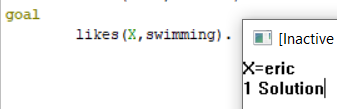 goal
likes(X,swimming).
[Inactive
X=eric
1 Solution